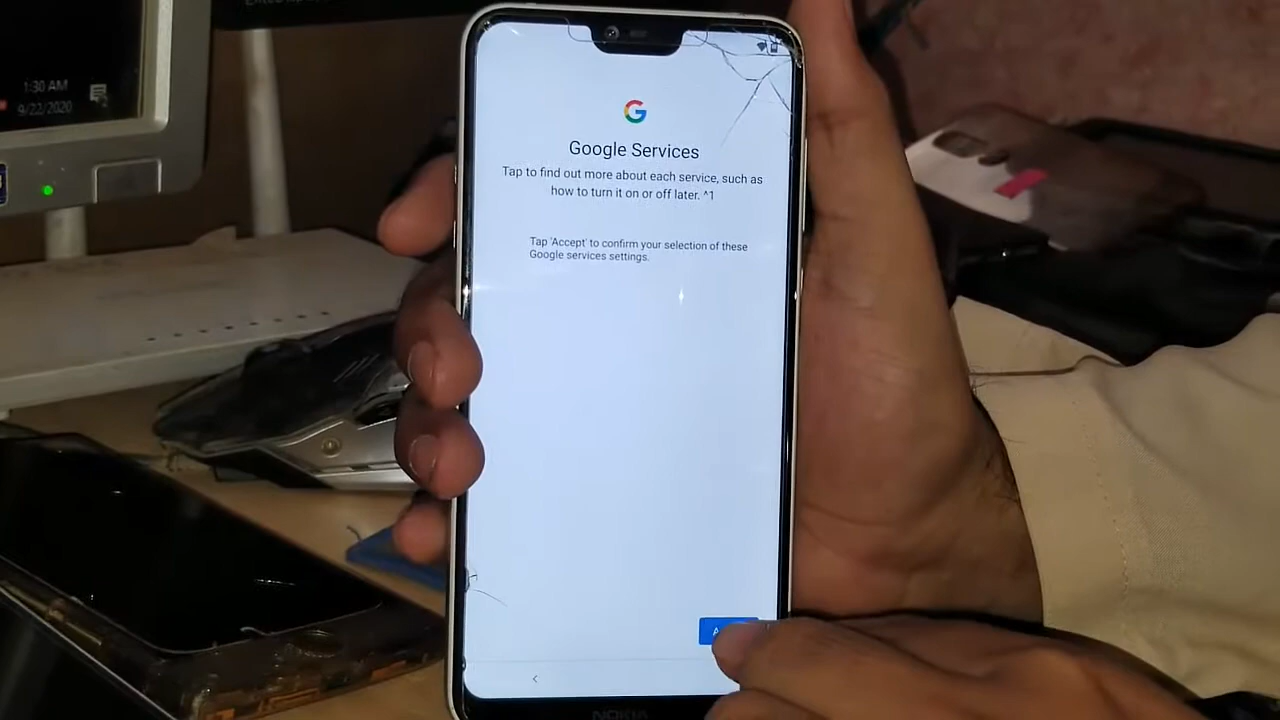 1:30 AM
9/22/2020
Google Services
Tap to find out more about each service, such as
how to turn it on or off later. ^1
Tap 'Accept' to confirm your selection of these
Google services settings.
NOKIA